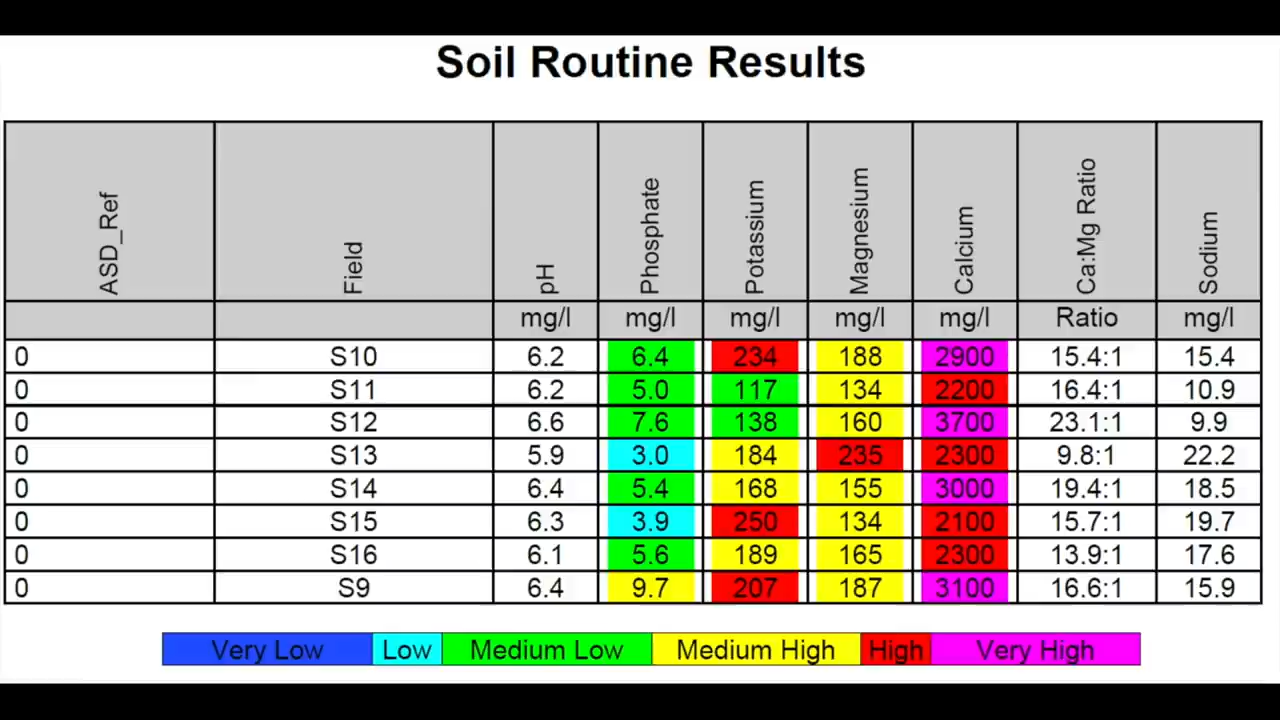 Soil Routine Results
ASD_Ref Field pH Phosphate Potassium Magnesium Calcium Ca:Mg Ratio Sodium
mg/l mg/l mg/l mg/l mg/l Ratio mg/l
0 S10 6.2 6.4 234 188 2900 15.4:1 15.4
0 S11 6.2 5.0 117 134 2200 16.4:1 10.9
0 S12 6.6 7.6 138 160 3700 23.1:1 9.9
0 S13 5.9 3.0 184 235 2300 9.8:1 22.2
0 S14 6.4 5.4 168 155 3000 19.4:1 18.5
0 S15 6.3 3.9 250 134 2100 15.7:1 19.7
0 S16 6.1 5.6 189 165 2300 13.9:1 17.6
0 S9 6.4 9.7 207 187 3100 16.6:1 15.9
Very Low Low Medium Low Medium High High Very High